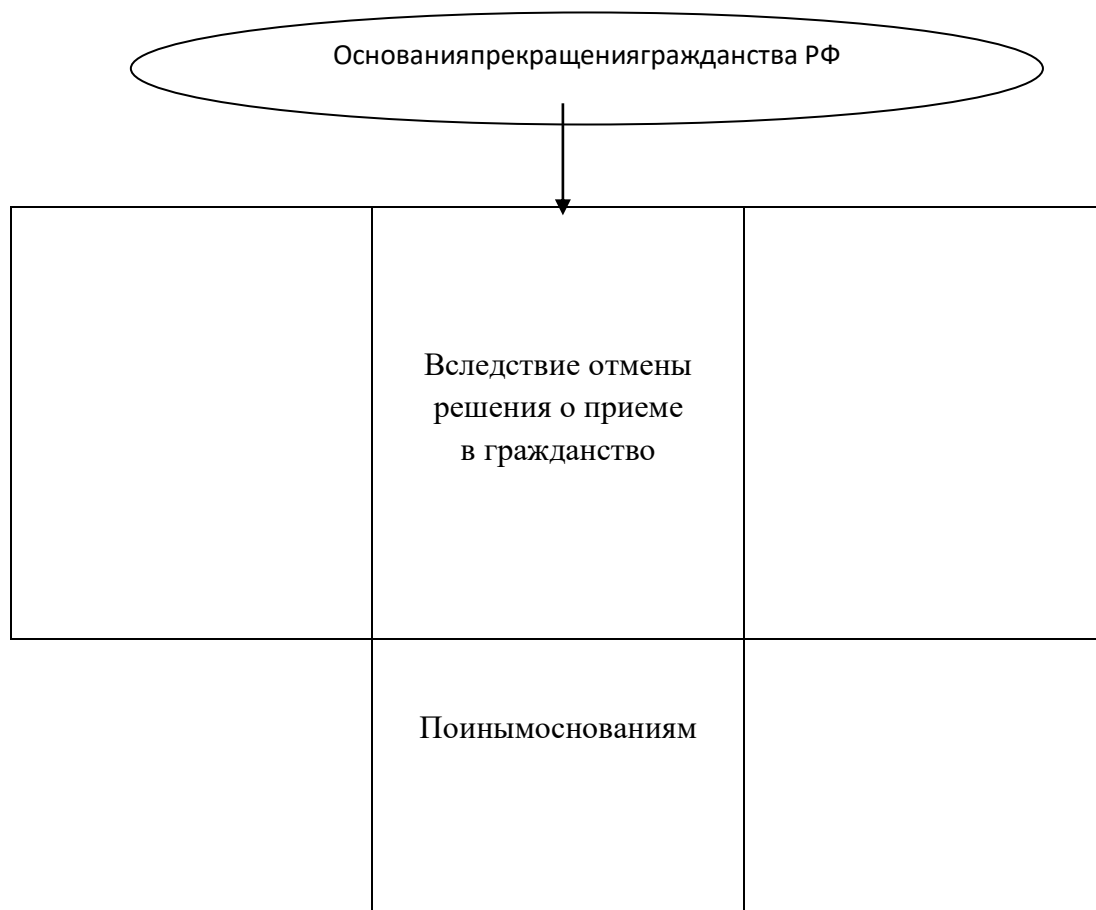 Основанияпрекращениягражданства РФ
Вследствие отмены
решения о приеме
в гражданство
Поинымоснованиям